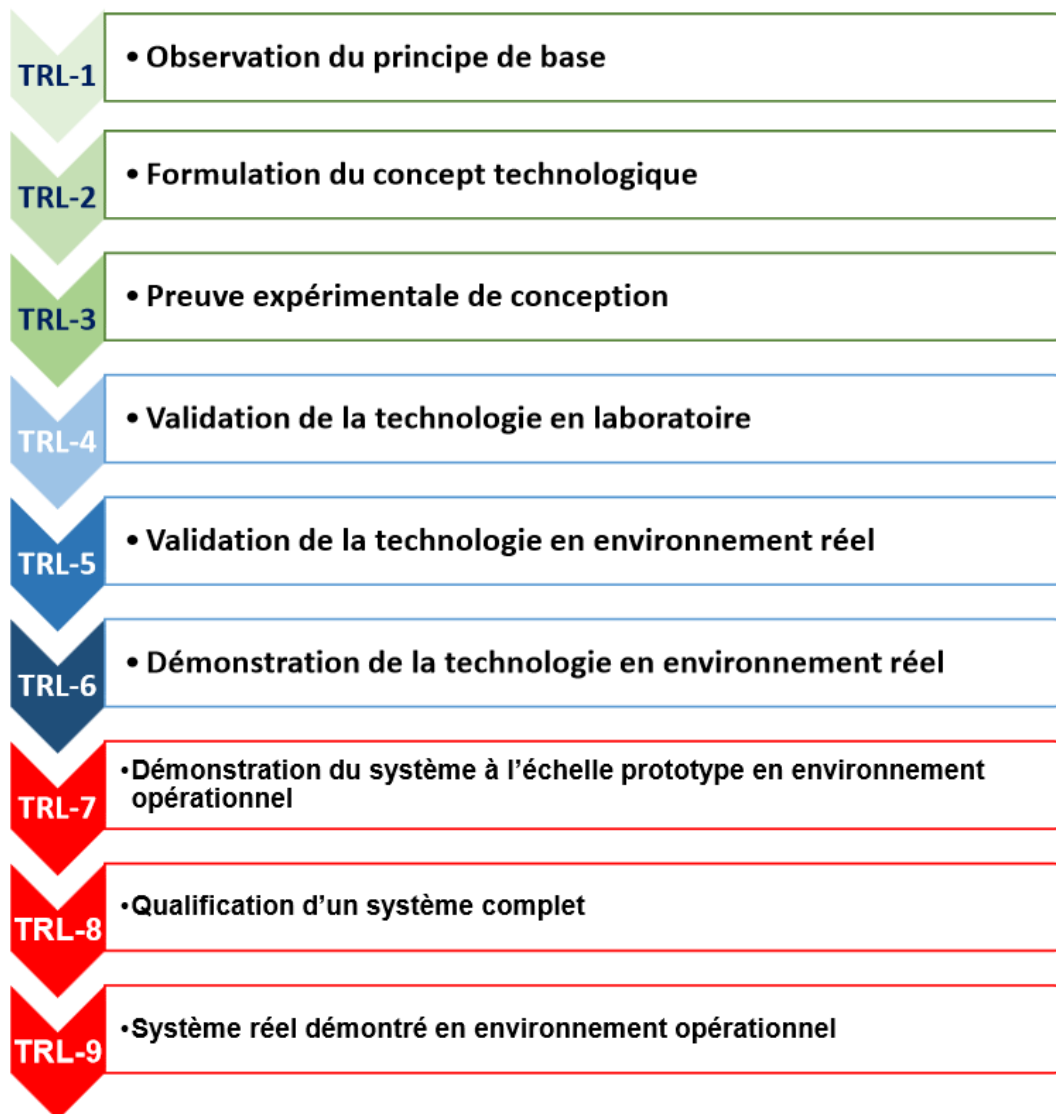 TRL-1
• Observation du principe de base
TRL-2
• Formulation du concept technologique
TRL-3
• Preuve expérimentale de conception
TRL-4
• Validation de la technologie en laboratoire
TRL-5
• Validation de la technologie en environnement réel
TRL-6
• Démonstration de la technologie en environnement réel
TRL-7
•Démonstration du système à l’échelle prototype en environnement
opérationnel
TRL-8
•Qualification d’un système complet
TRL-9
•Système réel démontré en environnement opérationnel